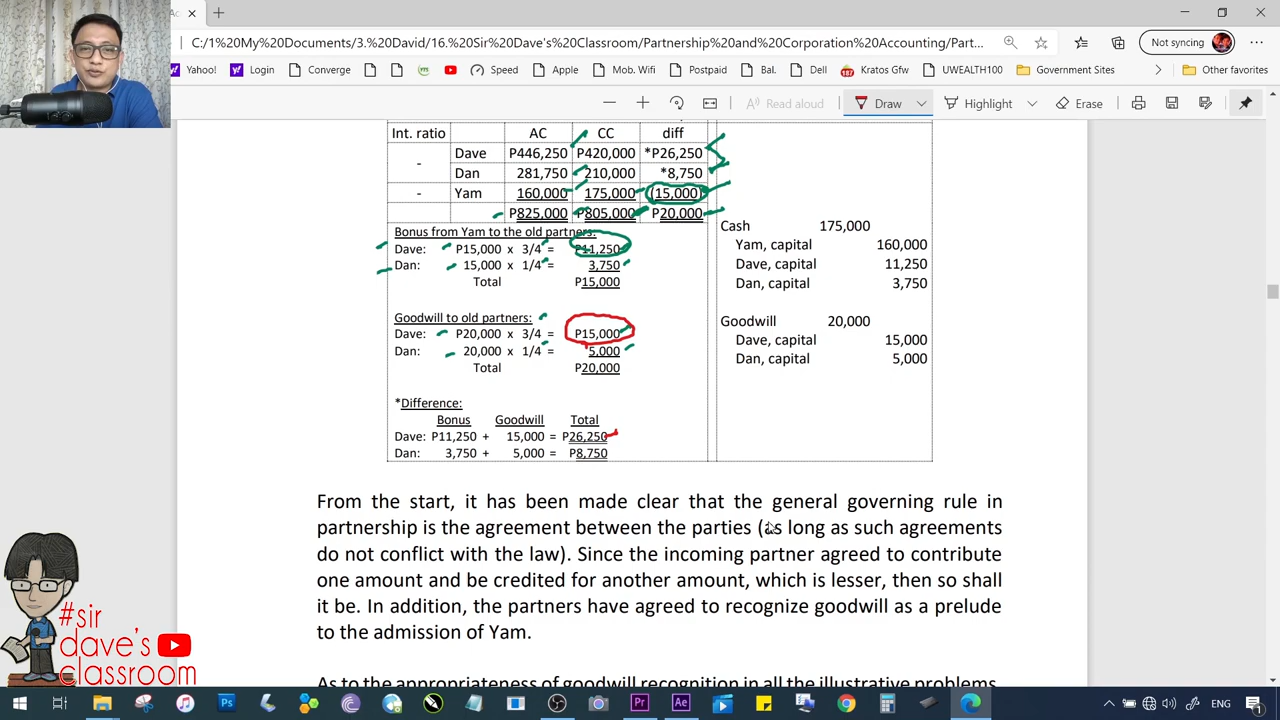 C:/1%20My%20Documents/3.%20David/16.%20Sir%20Dave's%20Classroom/Partnership%20and%20Corporation%20Accounting/Part...
Not syncing
Yahoo! Login Converge Speed Apple Mob. Wifi Postpaid Bal. Dell Kratos Gfw UWEALTH100 Government Sites Other favorites
Read aloud Draw Highlight Erase
Int. ratio AC CC diff
- Dave P446,250 P420,000 *P26,250
Dan 281,750 210,000 *8,750
- Yam 160,000 175,000 (15,000)
P825,000 P805,000 P20,000
Bonus from Yam to the old partners:
Dave: P15,000 x 3/4 = P11,250
Dan: 15,000 x 1/4 = 3,750
Total P15,000
Goodwill to old partners:
Dave: P20,000 x 3/4 = P15,000
Dan: 20,000 x 1/4 = 5,000
Total P20,000
*Difference:
Bonus Goodwill Total
Dave: P11,250 + 15,000 = P26,250
Dan: 3,750 + 5,000 = P8,750
Cash 175,000
Yam, capital 160,000
Dave, capital 11,250
Dan, capital 3,750
Goodwill 20,000
Dave, capital 15,000
Dan, capital 5,000
From the start, it has been made clear that the general governing rule in
partnership is the agreement between the parties (as long as such agreements
do not conflict with the law). Since the incoming partner agreed to contribute
one amount and be credited for another amount, which is lesser, then so shall
it be. In addition, the partners have agreed to recognize goodwill as a prelude
to the admission of Yam.
As to the appropriateness of goodwill recognition in all the illustrative problems,
#sir
dave's
classroom
ENG